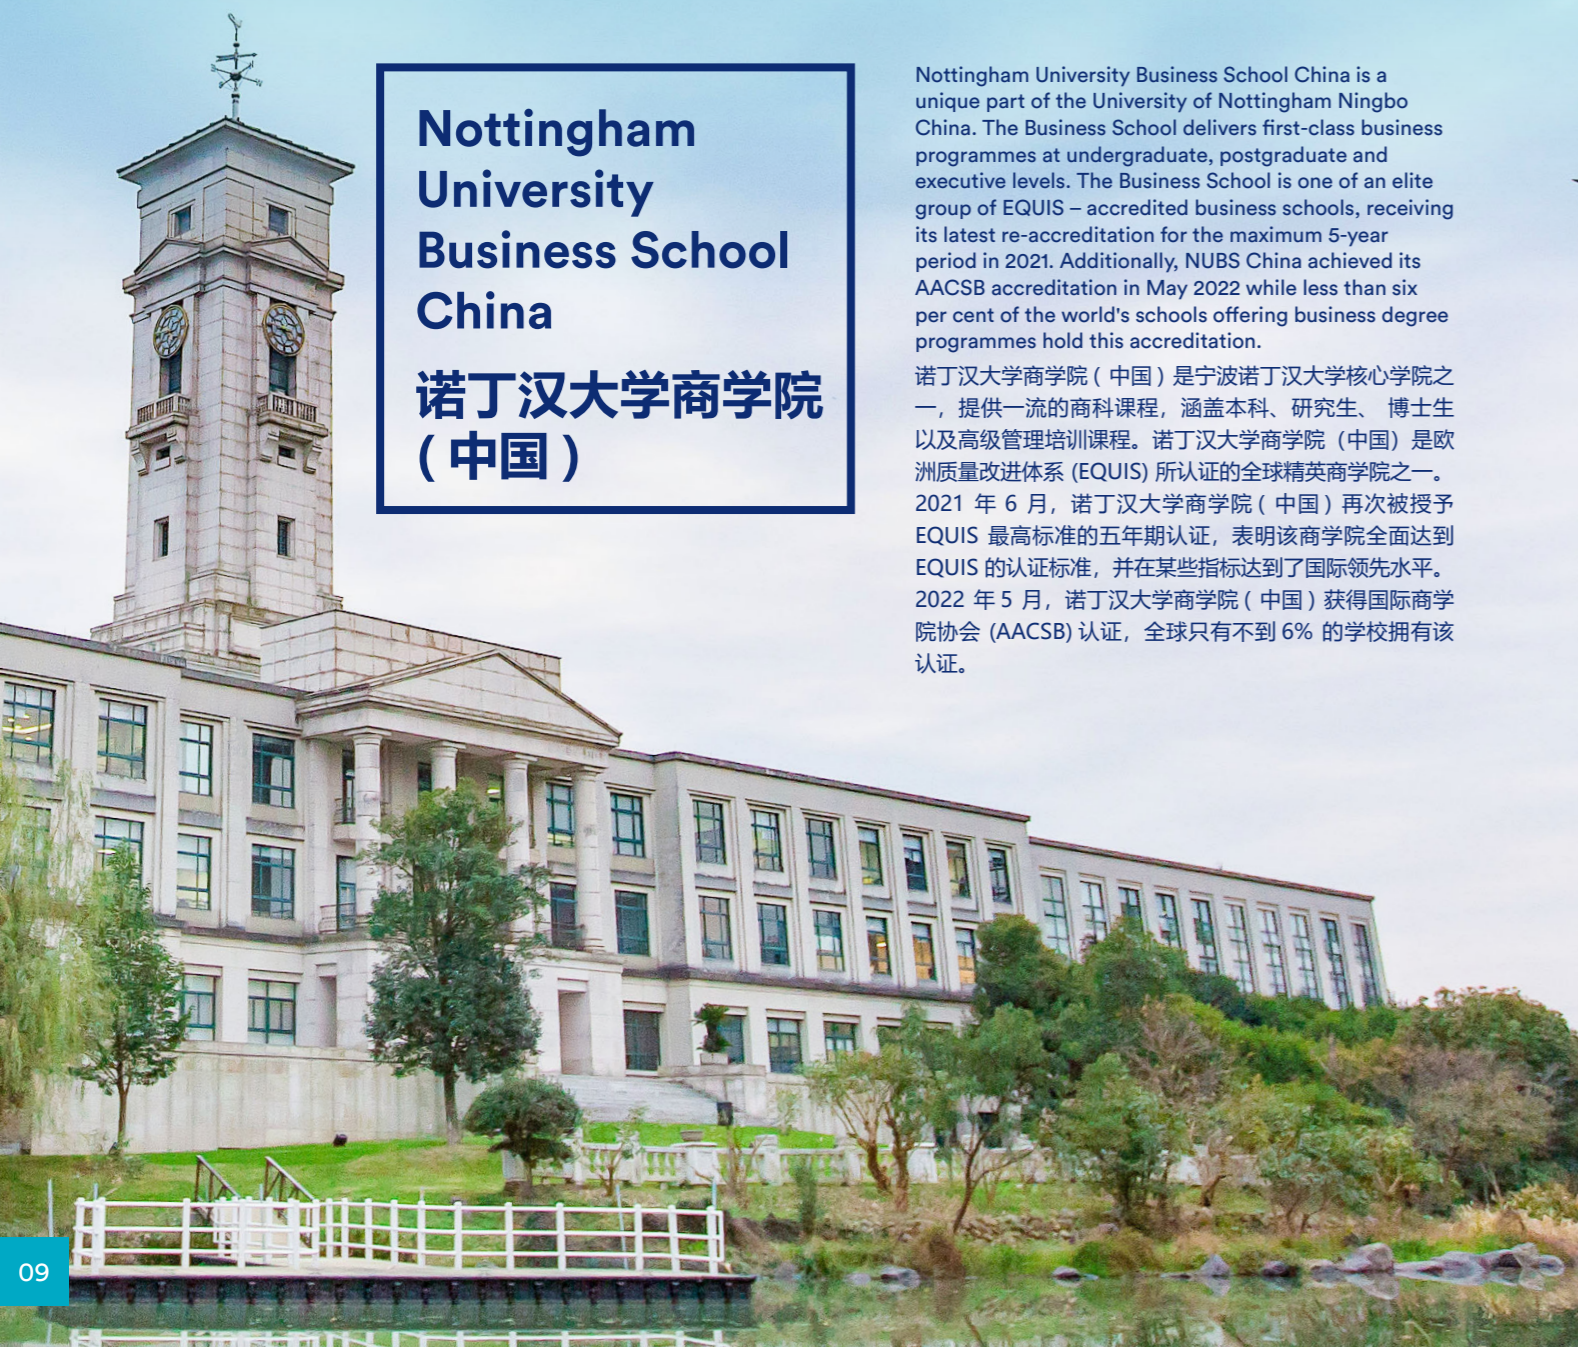 Nottingham
University
Business School
China
诺丁汉大学商学院
( 中国 )
Nottingham University Business School China is a
unique part of the University of Nottingham Ningbo
China. The Business School delivers first-class business
programmes at undergraduate, postgraduate and
executive levels. The Business School is one of an elite
group of EQUIS – accredited business schools, receiving
its latest re-accreditation for the maximum 5-year
period in 2021. Additionally, NUBS China achieved its
AACSB accreditation in May 2022 while less than six
per cent of the world's schools offering business degree
programmes hold this accreditation.
诺丁汉大学商学院 ( 中国 ) 是宁波诺丁汉大学核心学院之
一，提供一流的商科课程，涵盖本科、研究生、 博士生
以及高级管理培训课程。诺丁汉大学商学院（中国）是欧
洲质量改进体系 (EQUIS) 所认证的全球精英商学院之一。
2021 年 6 月，诺丁汉大学商学院 ( 中国 ) 再次被授予
EQUIS 最高标准的五年期认证，表明该商学院全面达到
EQUIS 的认证标准，并在某些指标达到了国际领先水平。
2022 年 5 月，诺丁汉大学商学院 ( 中国 ) 获得国际商学
院协会 (AACSB) 认证，全球只有不到 6% 的学校拥有该
认证。
09